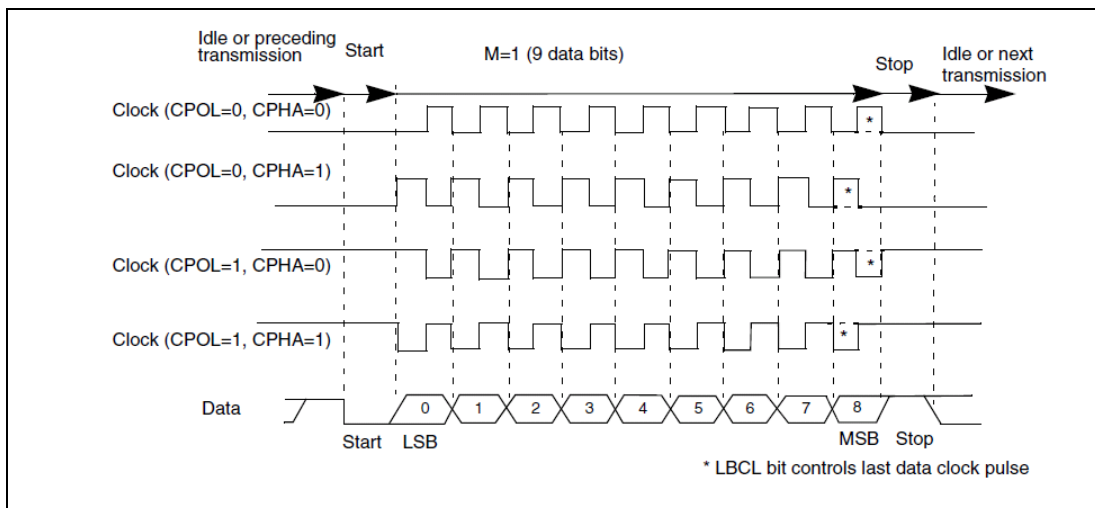 Idle or preceding
transmission
Start
M=1 (9 data bits)
Stop
Idle or next
transmission
Clock (CPOL=0, CPHA=0)
*
Clock (CPOL=0, CPHA=1)
*
Clock (CPOL=1, CPHA=0)
*
Clock (CPOL=1, CPHA=1)
*
Data
0 1 2 3 4 5 6 7 8
Start LSB MSB Stop
* LBCL bit controls last data clock pulse